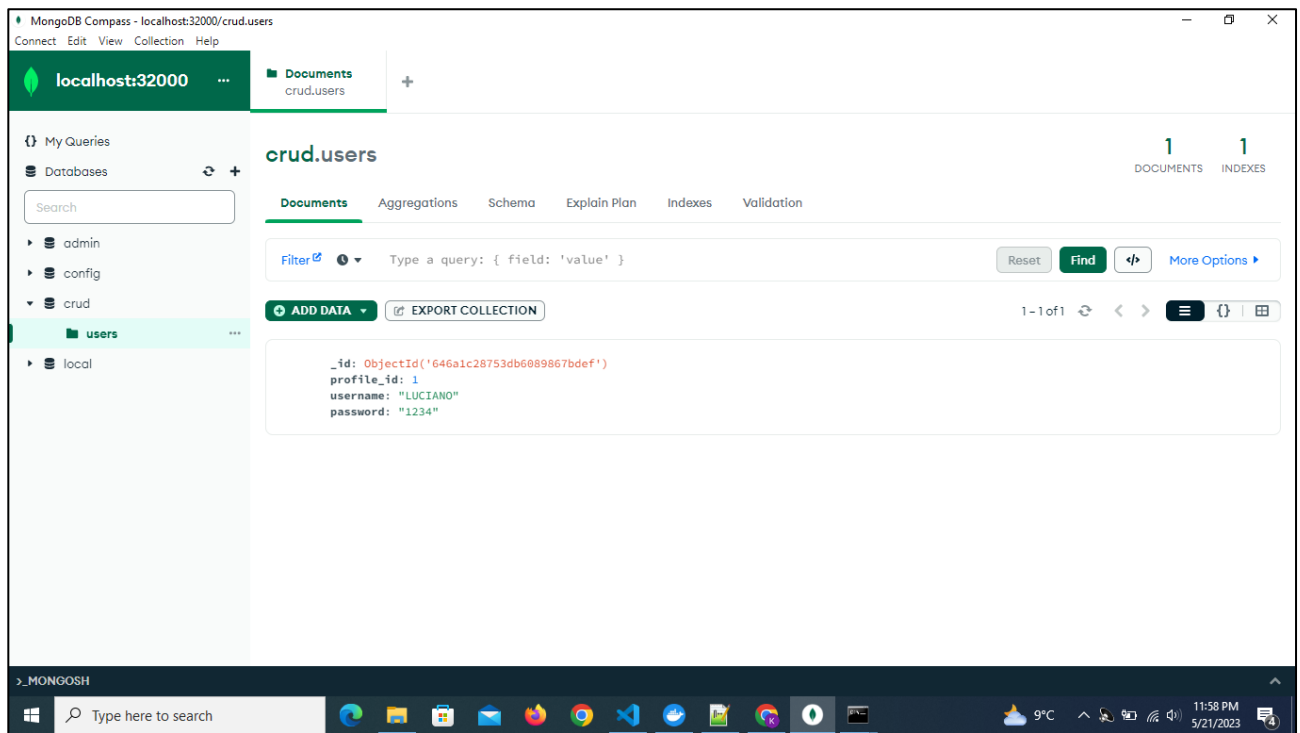 MongoDB Compass - localhost:32000/crud.users
Connect Edit View Collection Help
localhost:32000 ...
Documents
crud.users
+
{} My Queries
Databases
Search
admin
config
crud
users ...
local
crud.users
1 DOCUMENTS
1 INDEXES
Documents Aggregations Schema Explain Plan Indexes Validation
Filter Type a query: { field: 'value' } Reset Find </> More Options
ADD DATA EXPORT COLLECTION 1 - 1 of 1 {}
_id: ObjectId('646a1c28753db6089867bdef')
profile_id: 1
username: "LUCIANO"
password: "1234"
>_MONGOSH
Type here to search
9°C
11:58 PM
5/21/2023
4